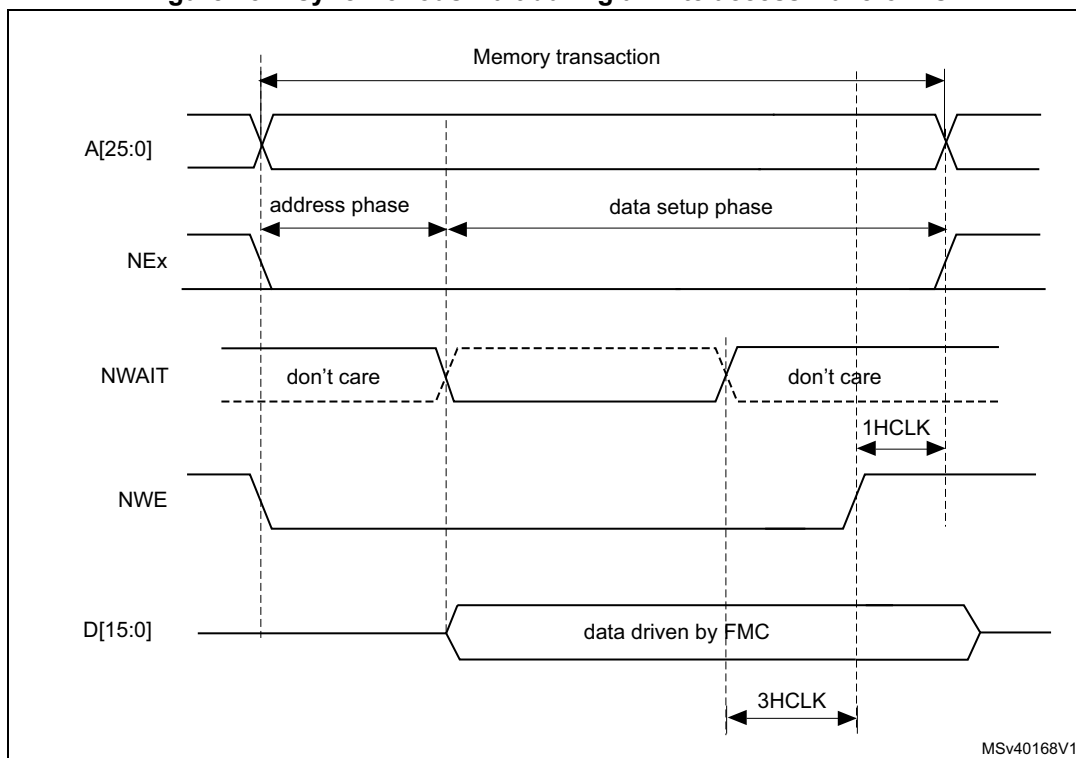 Memory transaction
A[25:0]
address phase
data setup phase
NEx
NWAIT
don't care
don't care
1HCLK
NWE
D[15:0]
data driven by FMC
3HCLK
MSv40168V1